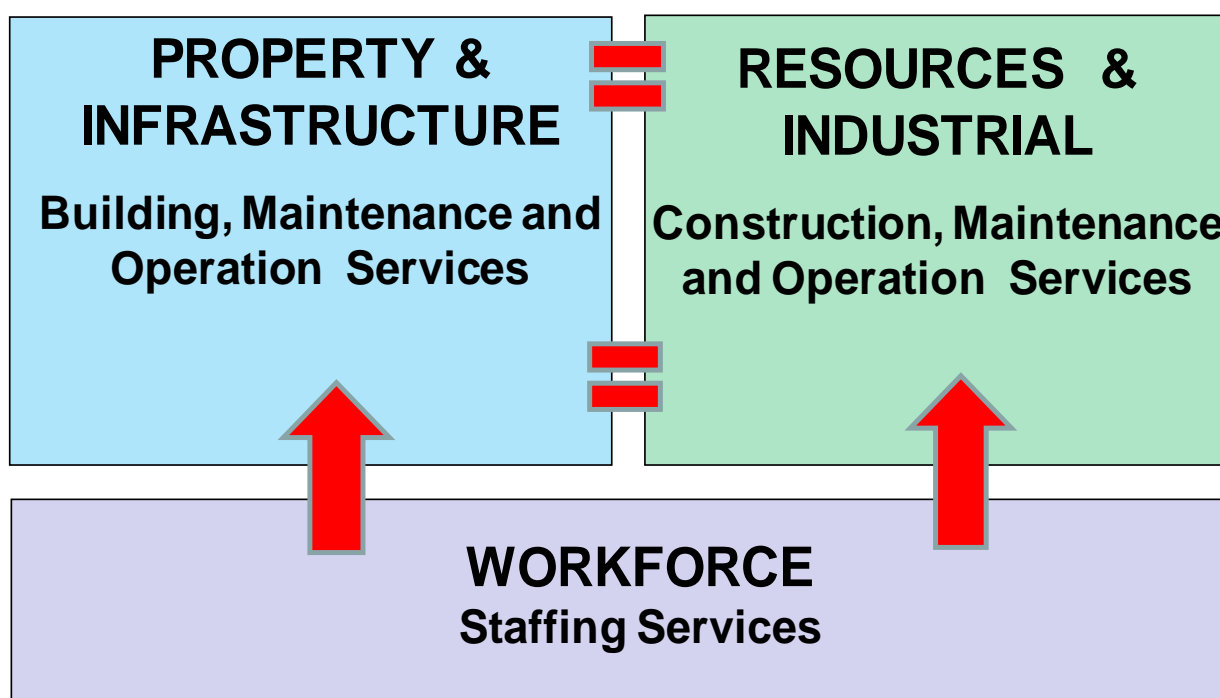 PROPERTY &
INFRASTRUCTURE
Building, Maintenance and
Operation Services
RESOURCES &
INDUSTRIAL
Construction, Maintenance
and Operation Services
WORKFORCE
Staffing Services